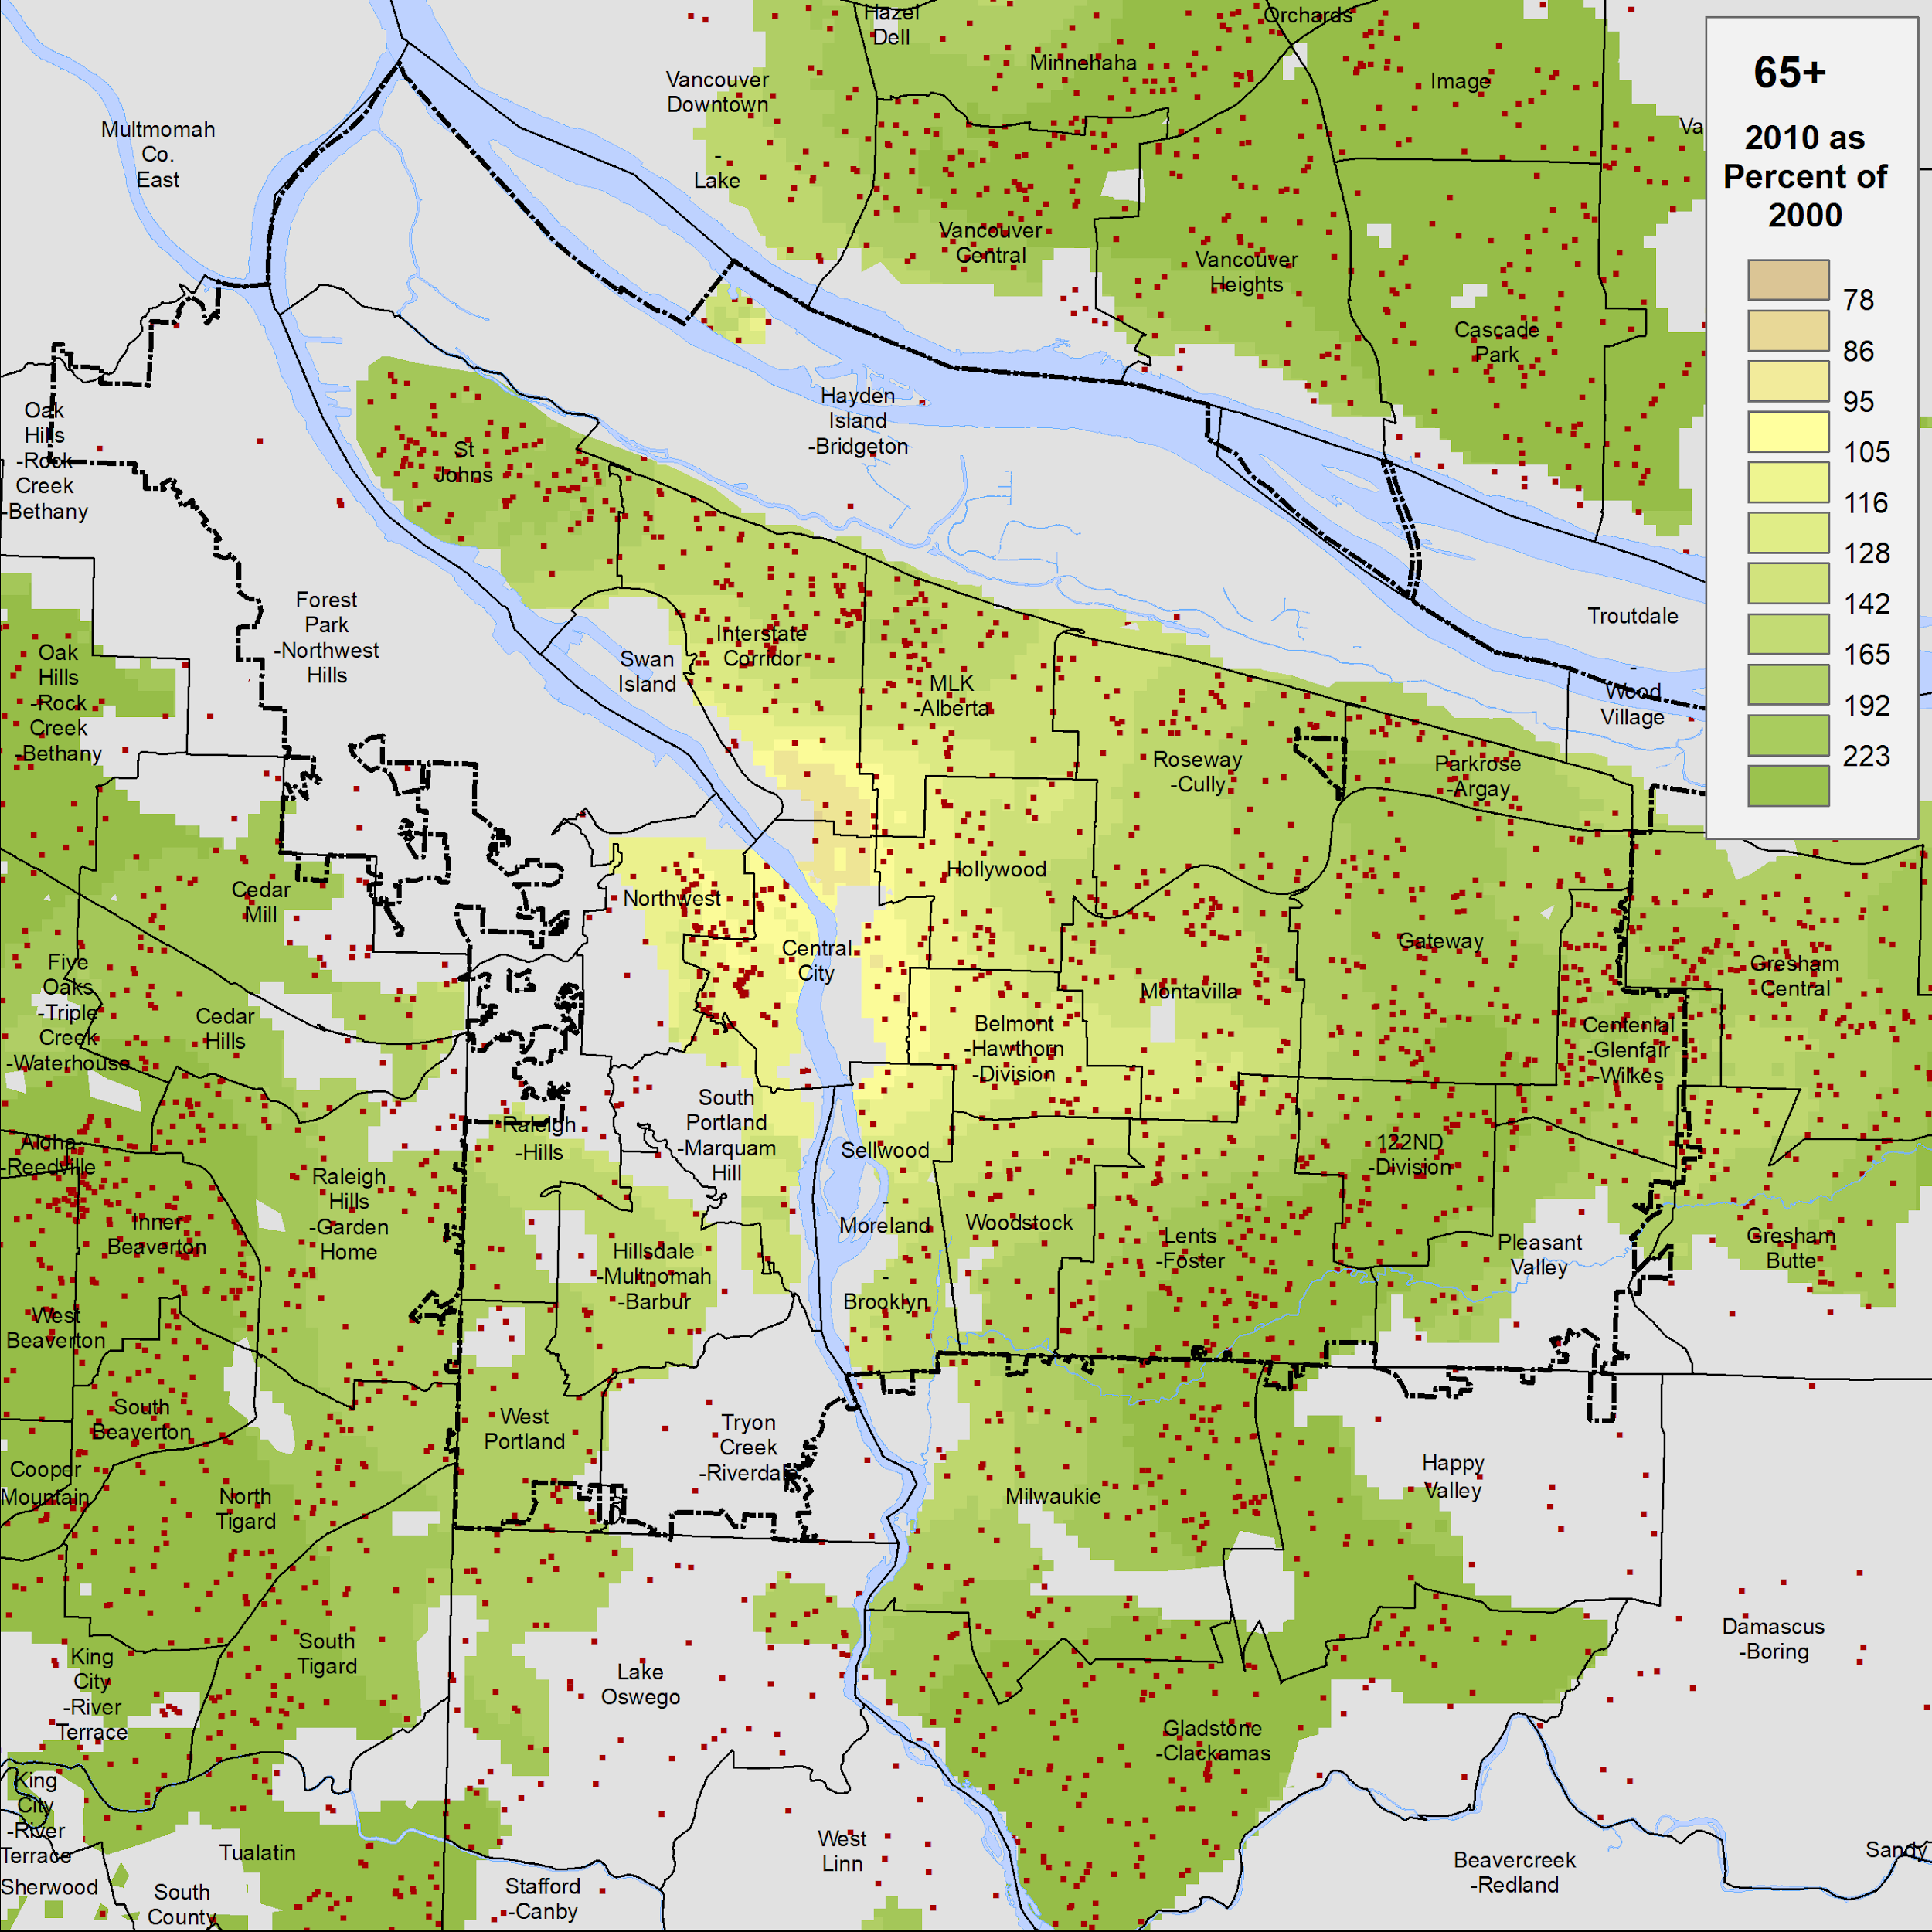 Hazel
Dell
Orchards
Minnehaha
Image
Vancouver
Downtown
-
Lake
Va
Multmomah
Co.
East
Vancouver
Central
Vancouver
Heights
Cascade
Park
65+
2010 as
Percent of
2000
78
86
95
105
116
128
142
165
192
223
Oak
Hills
-Rock
Creek
-Bethany
St
Johns
Hayden
Island
-Bridgeton
Troutdale
-
Wood
Village
Forest
Park
-Northwest
Hills
Oak
Hills
-Rock
Creek
-Bethany
Swan
Island
Interstate
Corridor
MLK
-Alberta
Roseway
-Cully
Parkrose
-Argay
Cedar
Mill
Northwest
Hollywood
Central
City
Gateway
Gresham
Central
Five
Oaks
-Triple
Creek
-Waterhouse
Cedar
Hills
Montavilla
Belmont
-Hawthorn
-Division
Centenial
-Glenfair
-Wilkes
Aloha
-Reedville
Raleigh
-Hills
South
Portland
-Marquam
Hill
Sellwood
-
Moreland
-
Brooklyn
122ND
-Division
Raleigh
Hills
-Garden
Home
Inner
Beaverton
Woodstock
Lents
-Foster
Pleasant
Valley
Gresham
Butte
Hillsdale
-Multnomah
-Barbur
West
Beaverton
South
Beaverton
West
Portland
Tryon
Creek
-Riverdale
Cooper
Mountain
North
Tigard
Milwaukie
Happy
Valley
King
City
-River
Terrace
South
Tigard
Lake
Oswego
Damascus
-Boring
Gladstone
-Clackamas
King
City
-River
Terrace
Tualatin
West
Linn
Beavercreek
-Redland
Sandy
Sherwood
South
County
Stafford
-Canby